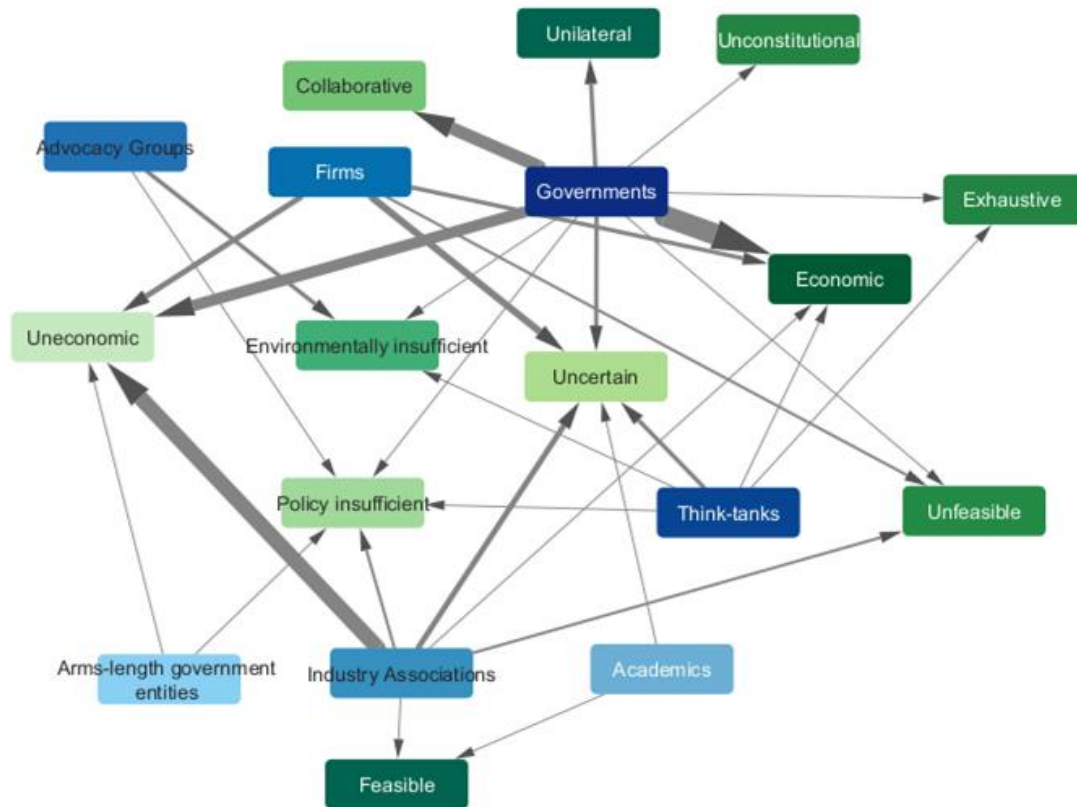 Unilateral
Unconstitutional
Collaborative
Advocacy Groups
Firms
Governments
Exhaustive
Economic
Uneconomic
Environmentally insufficient
Uncertain
Policy insufficient
Think-tanks
Unfeasible
Arms-length government
entities
Industry Associations
Academics
Feasible